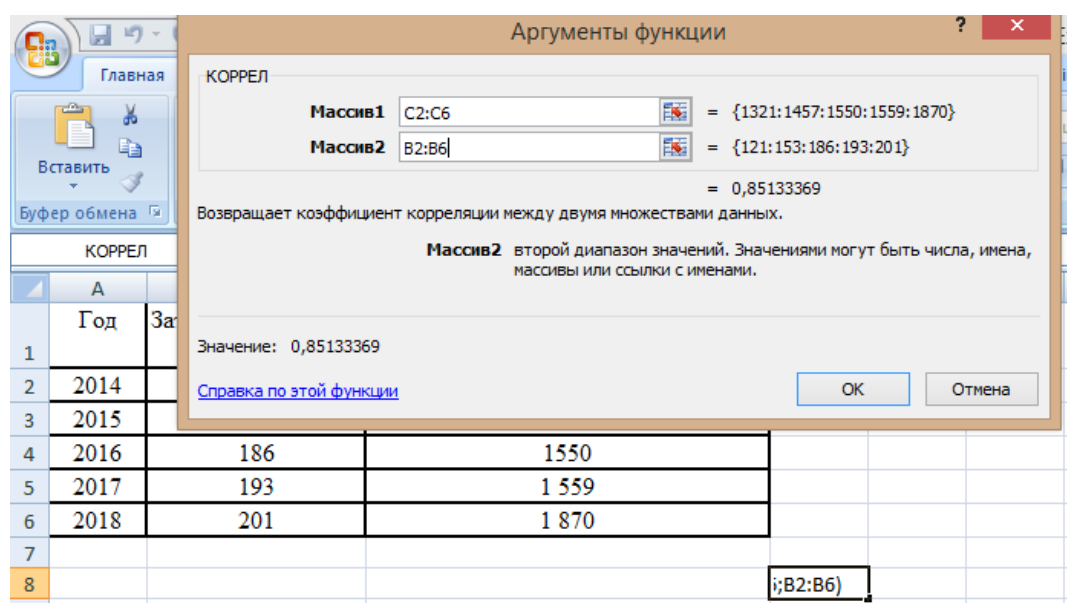 Аргументы функции ?
Главная
КОРРЕЛ
Массив1 C2:C6 = {1321:1457:1550:1559:1870}
Массив2 B2:B6 = {121:153:186:193:201}
= 0,85133369
Вставить
Буфер обмена
Возвращает коэффициент корреляции между двумя множествами данных.
Массив2 второй диапазон значений. Значениями могут быть числа, имена,
массивы или ссылки с именами.
КОРРЕЛ
A
Год
1
Значение: 0,85133369
Справка по этой функции
OK Отмена
2 2014
3 2015
4 2016 186 1550
5 2017 193 1 559
6 2018 201 1 870
7
8 ;B2:B6)